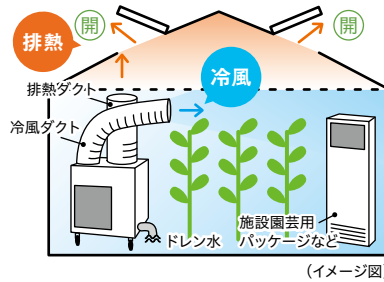 開
開
排熱
冷風
排熱ダクト
冷風ダクト
ドレン水
施設園芸用
パッケージなど
(イメージ図)